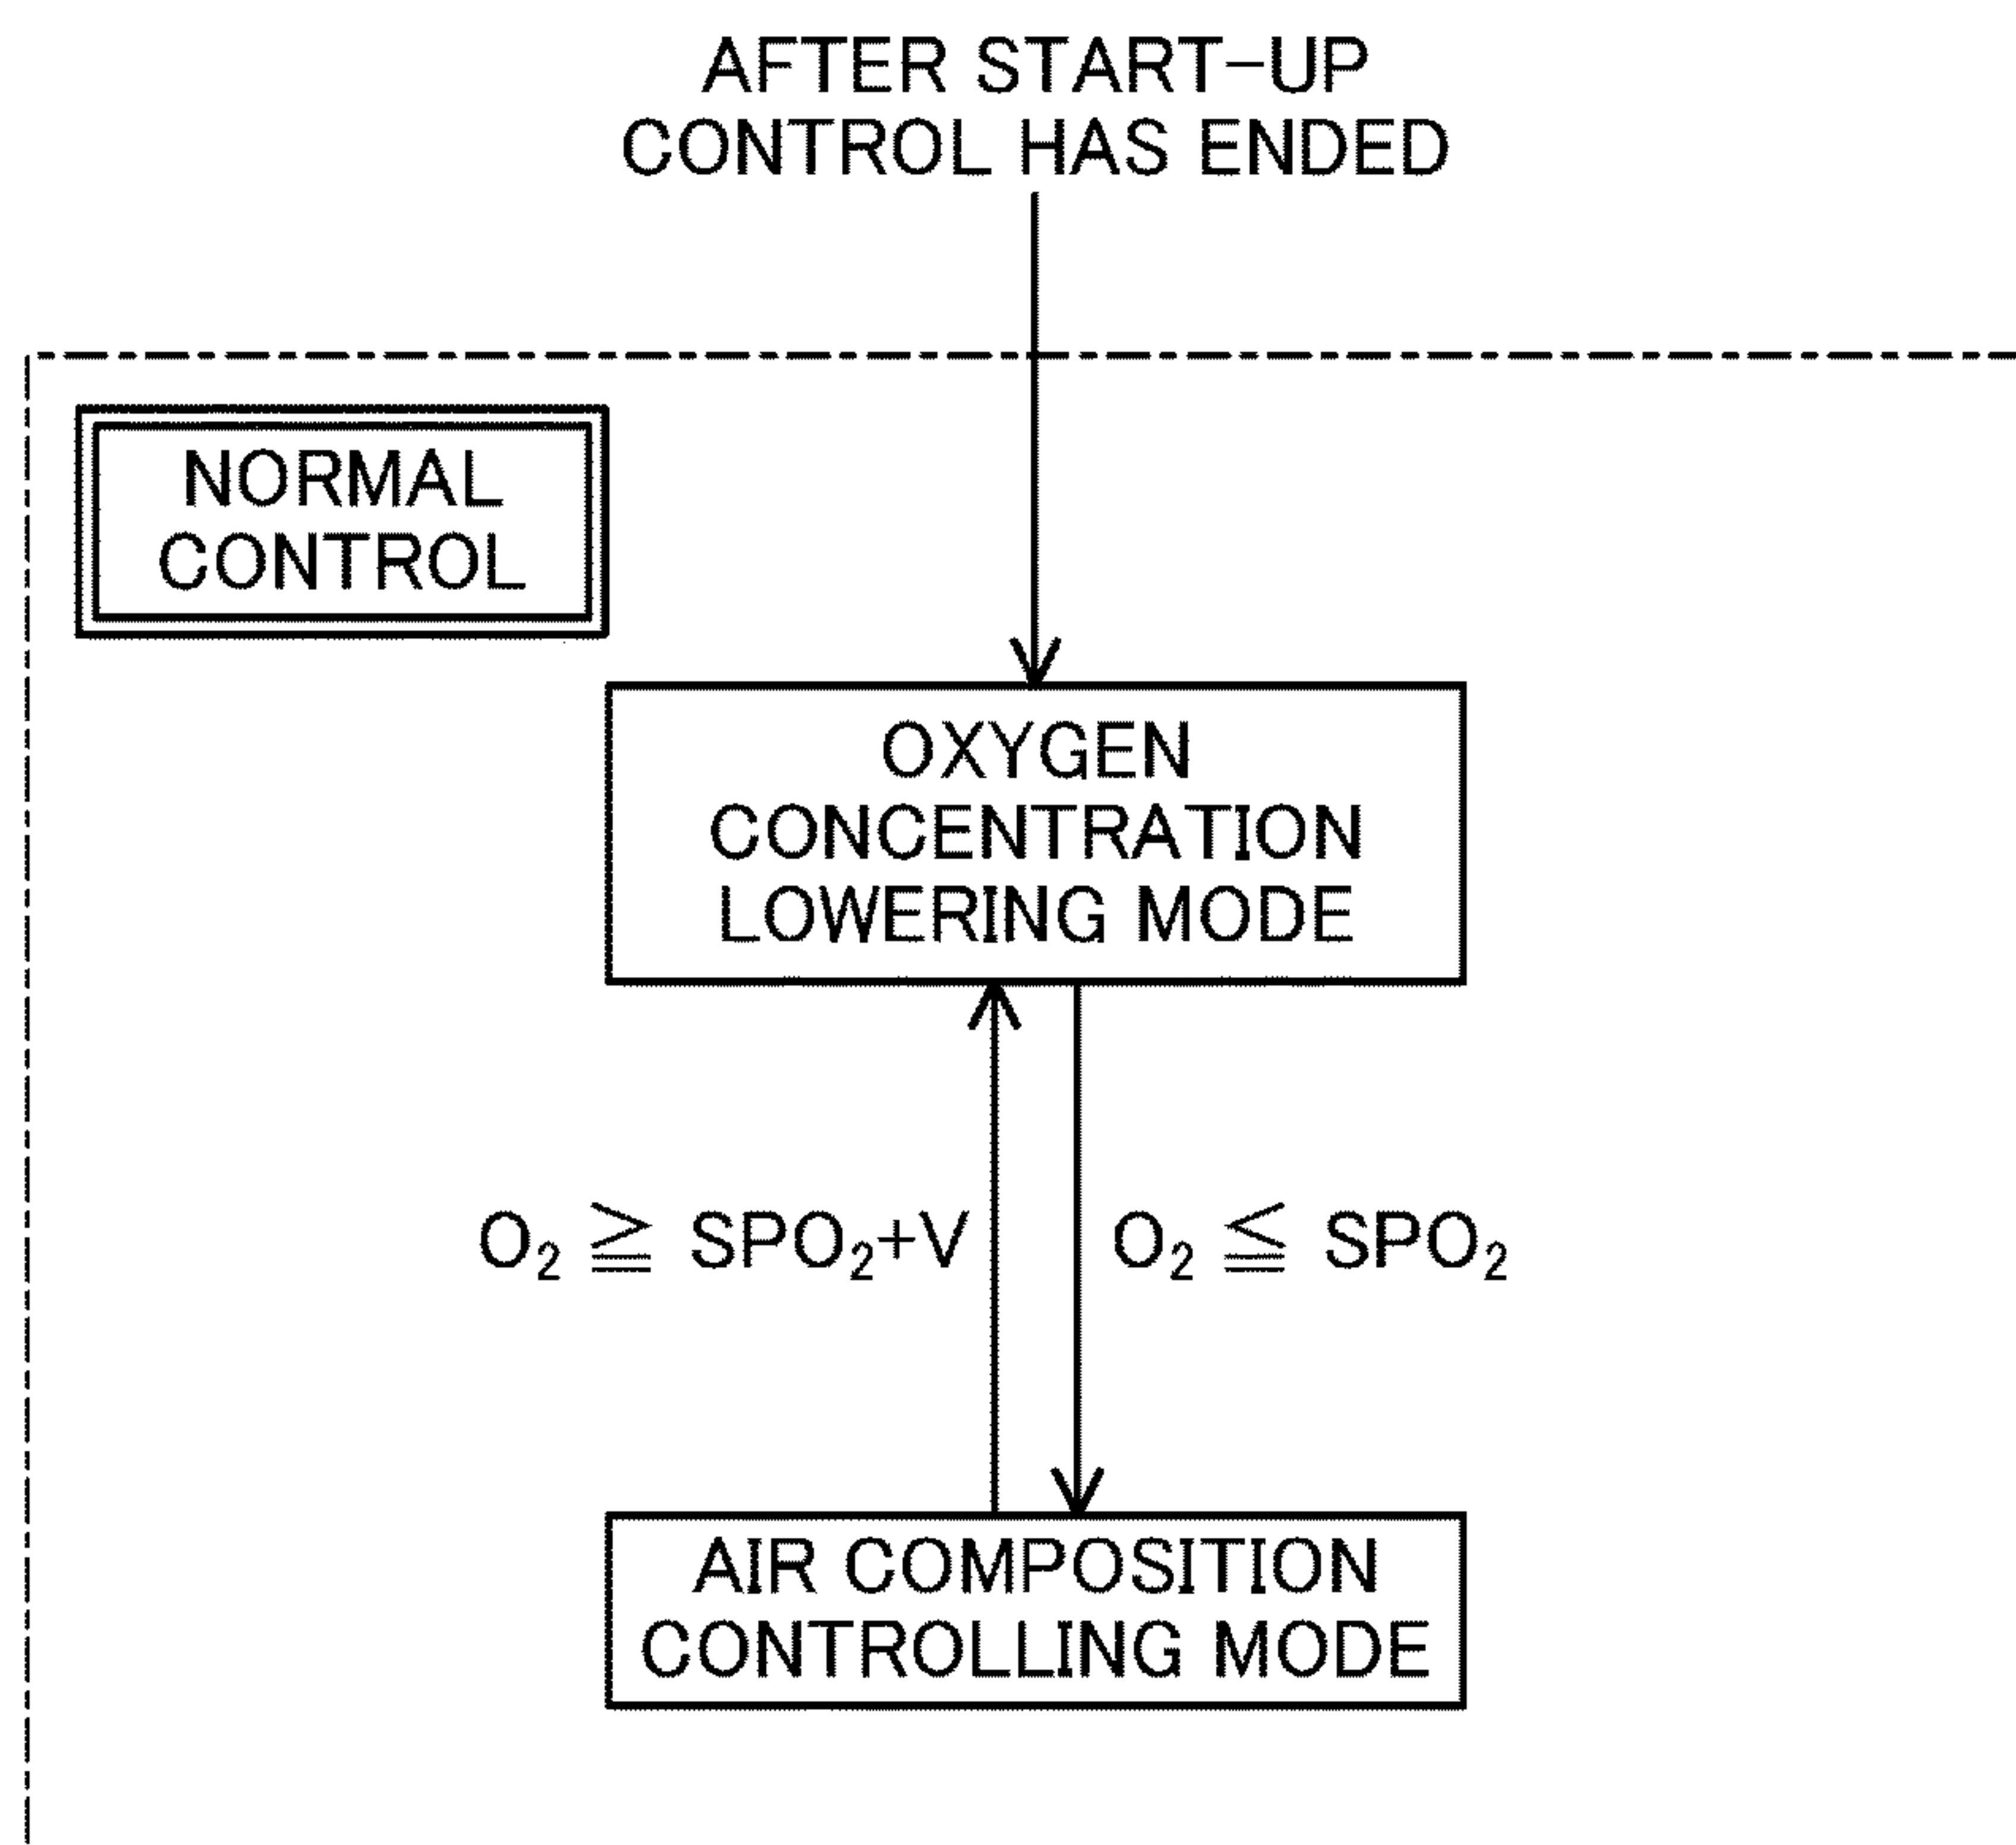 AFTER START-UP
CONTROL HAS ENDED
NORMAL
CONTROL
OXYGEN
CONCENTRATION
LOWERING MODE
O₂ ≧ SPO₂+V
O₂ ≦ SPO₂
AIR COMPOSITION
CONTROLLING MODE